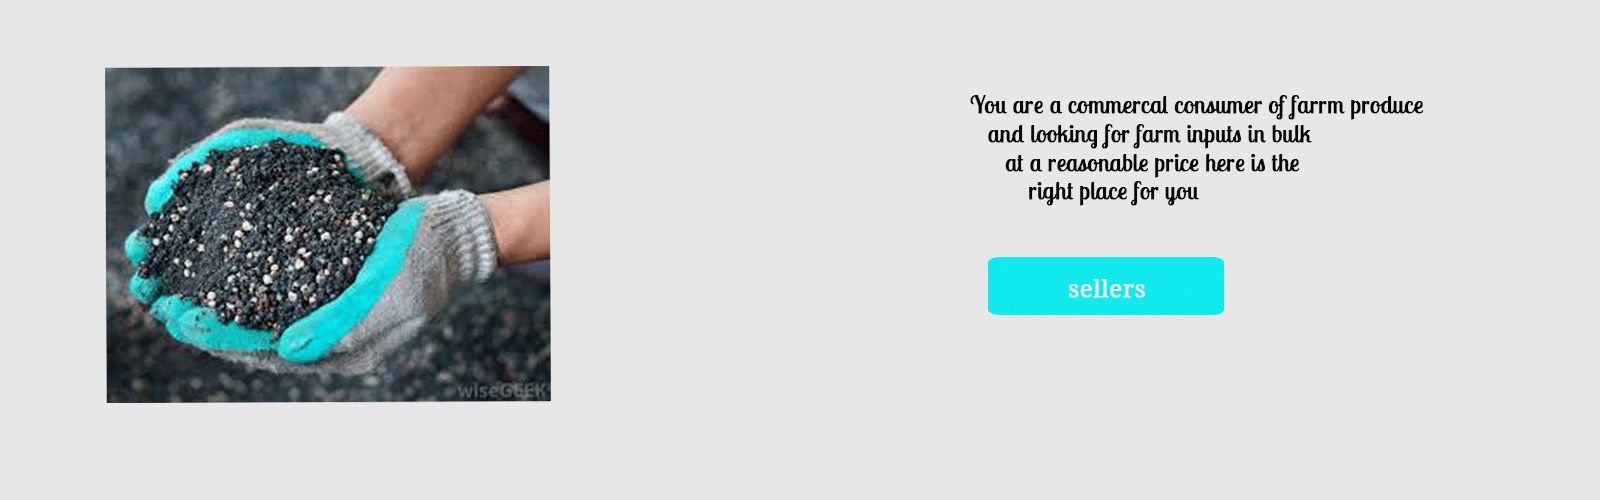 You are a commercal consumer of farrm produce
and looking for farm inputs in bulk
at a reasonable price here is the
right place for you
sellers
wiseGEEK